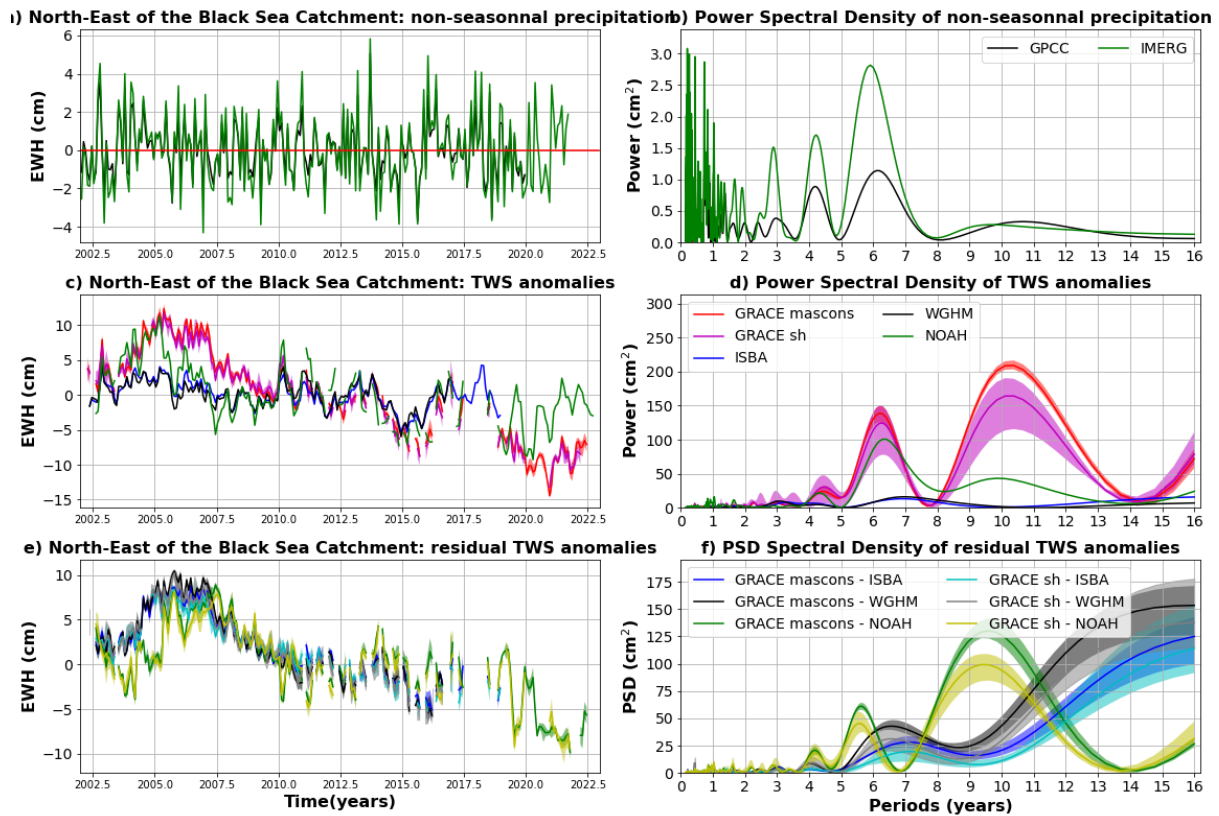 ) North-East of the Black Sea Catchment: non-seasonnal precipitation
b) Power Spectral Density of non-seasonnal precipitation
EWH (cm)
6
4
2
0
−2
−4
2002.5 2005.0 2007.5 2010.0 2012.5 2015.0 2017.5 2020.0 2022.5
Power (cm²)
3.0
2.5
2.0
1.5
1.0
0.5
0.0
GPCC IMERG
0 1 2 3 4 5 6 7 8 9 10 11 12 13 14 15 16
c) North-East of the Black Sea Catchment: TWS anomalies
d) Power Spectral Density of TWS anomalies
EWH (cm)
10
5
0
−5
−10
−15
2002.5 2005.0 2007.5 2010.0 2012.5 2015.0 2017.5 2020.0 2022.5
Power (cm²)
300
250
200
150
100
50
0
GRACE mascons WGHM
GRACE sh NOAH
ISBA
0 1 2 3 4 5 6 7 8 9 10 11 12 13 14 15 16
e) North-East of the Black Sea Catchment: residual TWS anomalies
f) PSD Spectral Density of residual TWS anomalies
EWH (cm)
10
5
0
−5
−10
2002.5 2005.0 2007.5 2010.0 2012.5 2015.0 2017.5 2020.0 2022.5
Time(years)
PSD (cm²)
175
150
125
100
75
50
25
0
GRACE mascons - ISBA GRACE sh - ISBA
GRACE mascons - WGHM GRACE sh - WGHM
GRACE mascons - NOAH GRACE sh - NOAH
0 1 2 3 4 5 6 7 8 9 10 11 12 13 14 15 16
Periods (years)